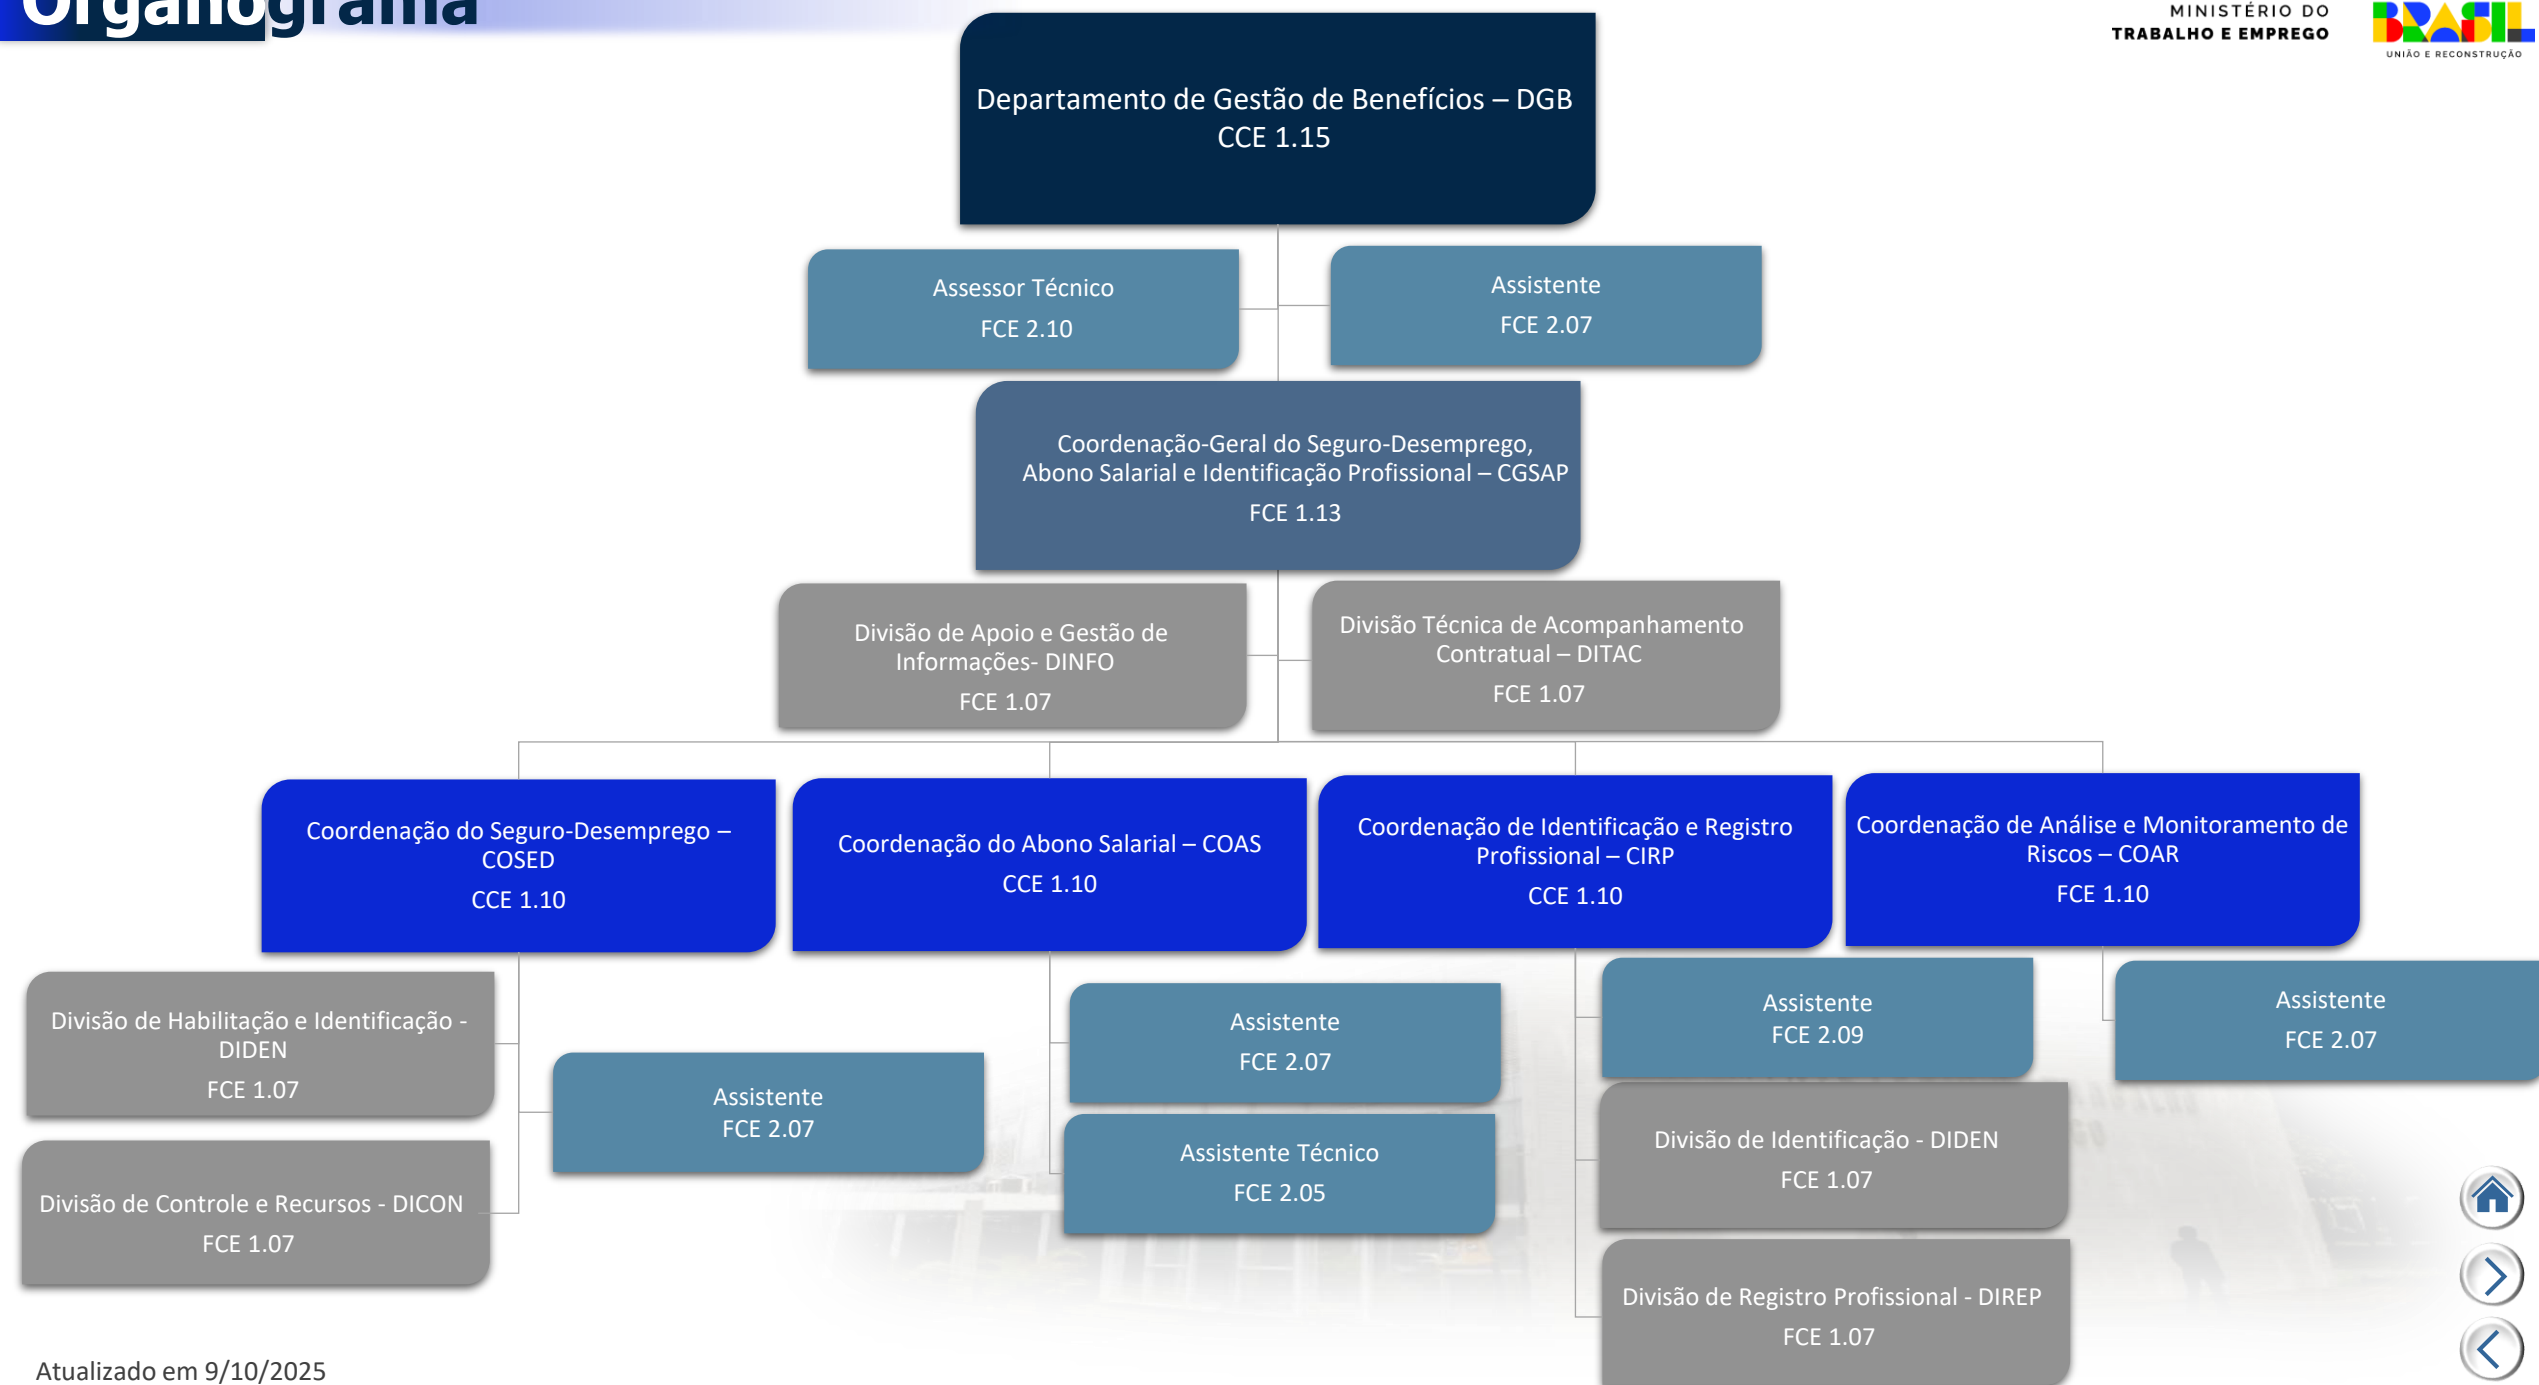 Organograma
MINISTÉRIO DO
TRABALHO E EMPREGO
BRASIL
UNIÃO E RECONSTRUÇÃO
Departamento de Gestão de Benefícios – DGB
CCE 1.15
Assessor Técnico
FCE 2.10
Assistente
FCE 2.07
Coordenação-Geral do Seguro-Desemprego,
Abono Salarial e Identificação Profissional – CGSAP
FCE 1.13
Divisão de Apoio e Gestão de
Informações- DINFO
FCE 1.07
Divisão Técnica de Acompanhamento
Contratual – DITAC
FCE 1.07
Coordenação do Seguro-Desemprego –
COSED
CCE 1.10
Coordenação do Abono Salarial – COAS
CCE 1.10
Coordenação de Identificação e Registro
Profissional – CIRP
CCE 1.10
Coordenação de Análise e Monitoramento de
Riscos – COAR
FCE 1.10
Divisão de Habilitação e Identificação -
DIDEN
FCE 1.07
Divisão de Controle e Recursos - DICON
FCE 1.07
Assistente
FCE 2.07
Assistente
FCE 2.07
Assistente Técnico
FCE 2.05
Assistente
FCE 2.09
Divisão de Identificação - DIDEN
FCE 1.07
Divisão de Registro Profissional - DIREP
FCE 1.07
Assistente
FCE 2.07
Atualizado em 9/10/2025